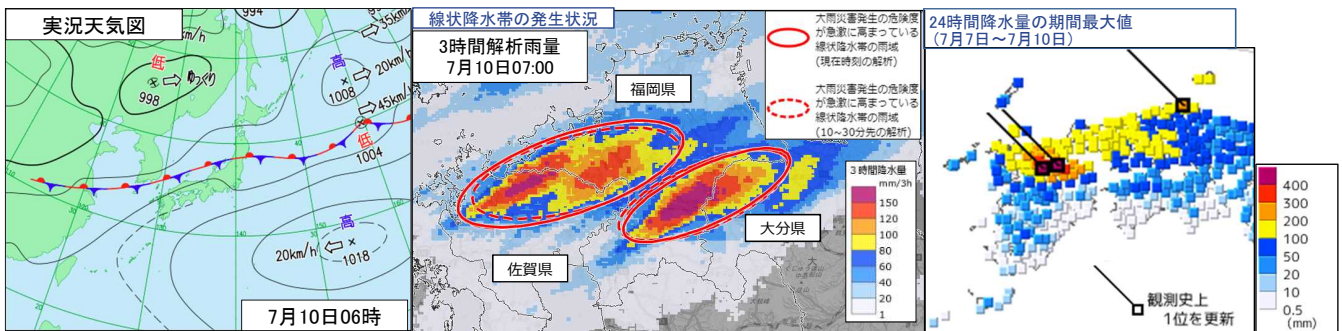 実況天気図
994
km/h
35km/h
低
ゆっくり
998
高
20km/h
1008
45km/h
低
1004
110
120
130
140
150
高
20km/h
1018
7月10日06時
線状降水帯の発生状況
3時間解析雨量
7月10日07:00
福岡県
佐賀県
大分県
大雨災害発生の危険度
が急激に高まっている
線状降水帯の雨域
(現在時刻の解析)
大雨災害発生の危険度
が急激に高まっている
線状降水帯の雨域
(10~30分先の解析)
3時間降水量
mm/3h
150
120
100
80
60
40
20
1
24時間降水量の期間最大値
(7月7日～7月10日)
観測史上
1位を更新
400
300
200
100
50
20
10
0.5
(mm)